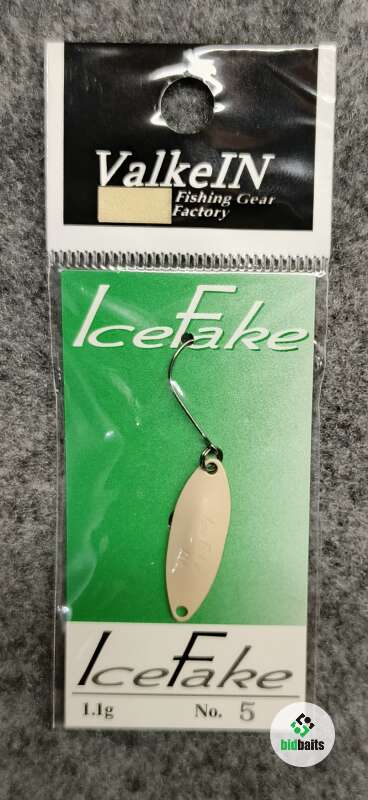 ValkeIN
Fishing Gear
Factory
IceFake
IceFake
1.1g No. 5
bidbaits